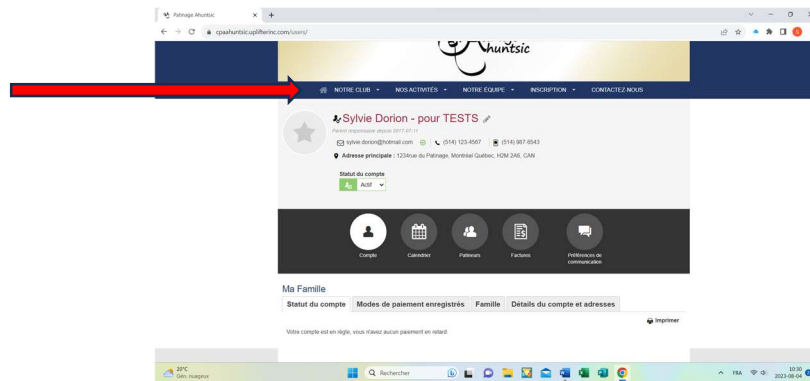 Patinage Ahuntsic
cpaahuntsic.uplifterinc.com/users/
huntsic
NOTRE CLUB NOS ACTIVITÉS NOTRE ÉQUIPE INSCRIPTION CONTACTEZ-NOUS
Sylvie Dorion - pour TESTS
Parent responsable depuis 2017-07-11
sylvie.dorion@hotmail.com (514) 123-4567 (514) 987-6543
Adresse principale : 1234rue du Patinage, Montréal Québec, H2M 2A6, CAN
Statut du compte
Actif
Compte Calendrier Patineurs Factures Préférences de
communication
Ma Famille
Statut du compte Modes de paiement enregistrés Famille Détails du compte et adresses
Imprimer
Votre compte est en règle, vous n'avez aucun paiement en retard.
20°C
Gén. nuageux
Rechercher
FRA
10:30
2023-08-04